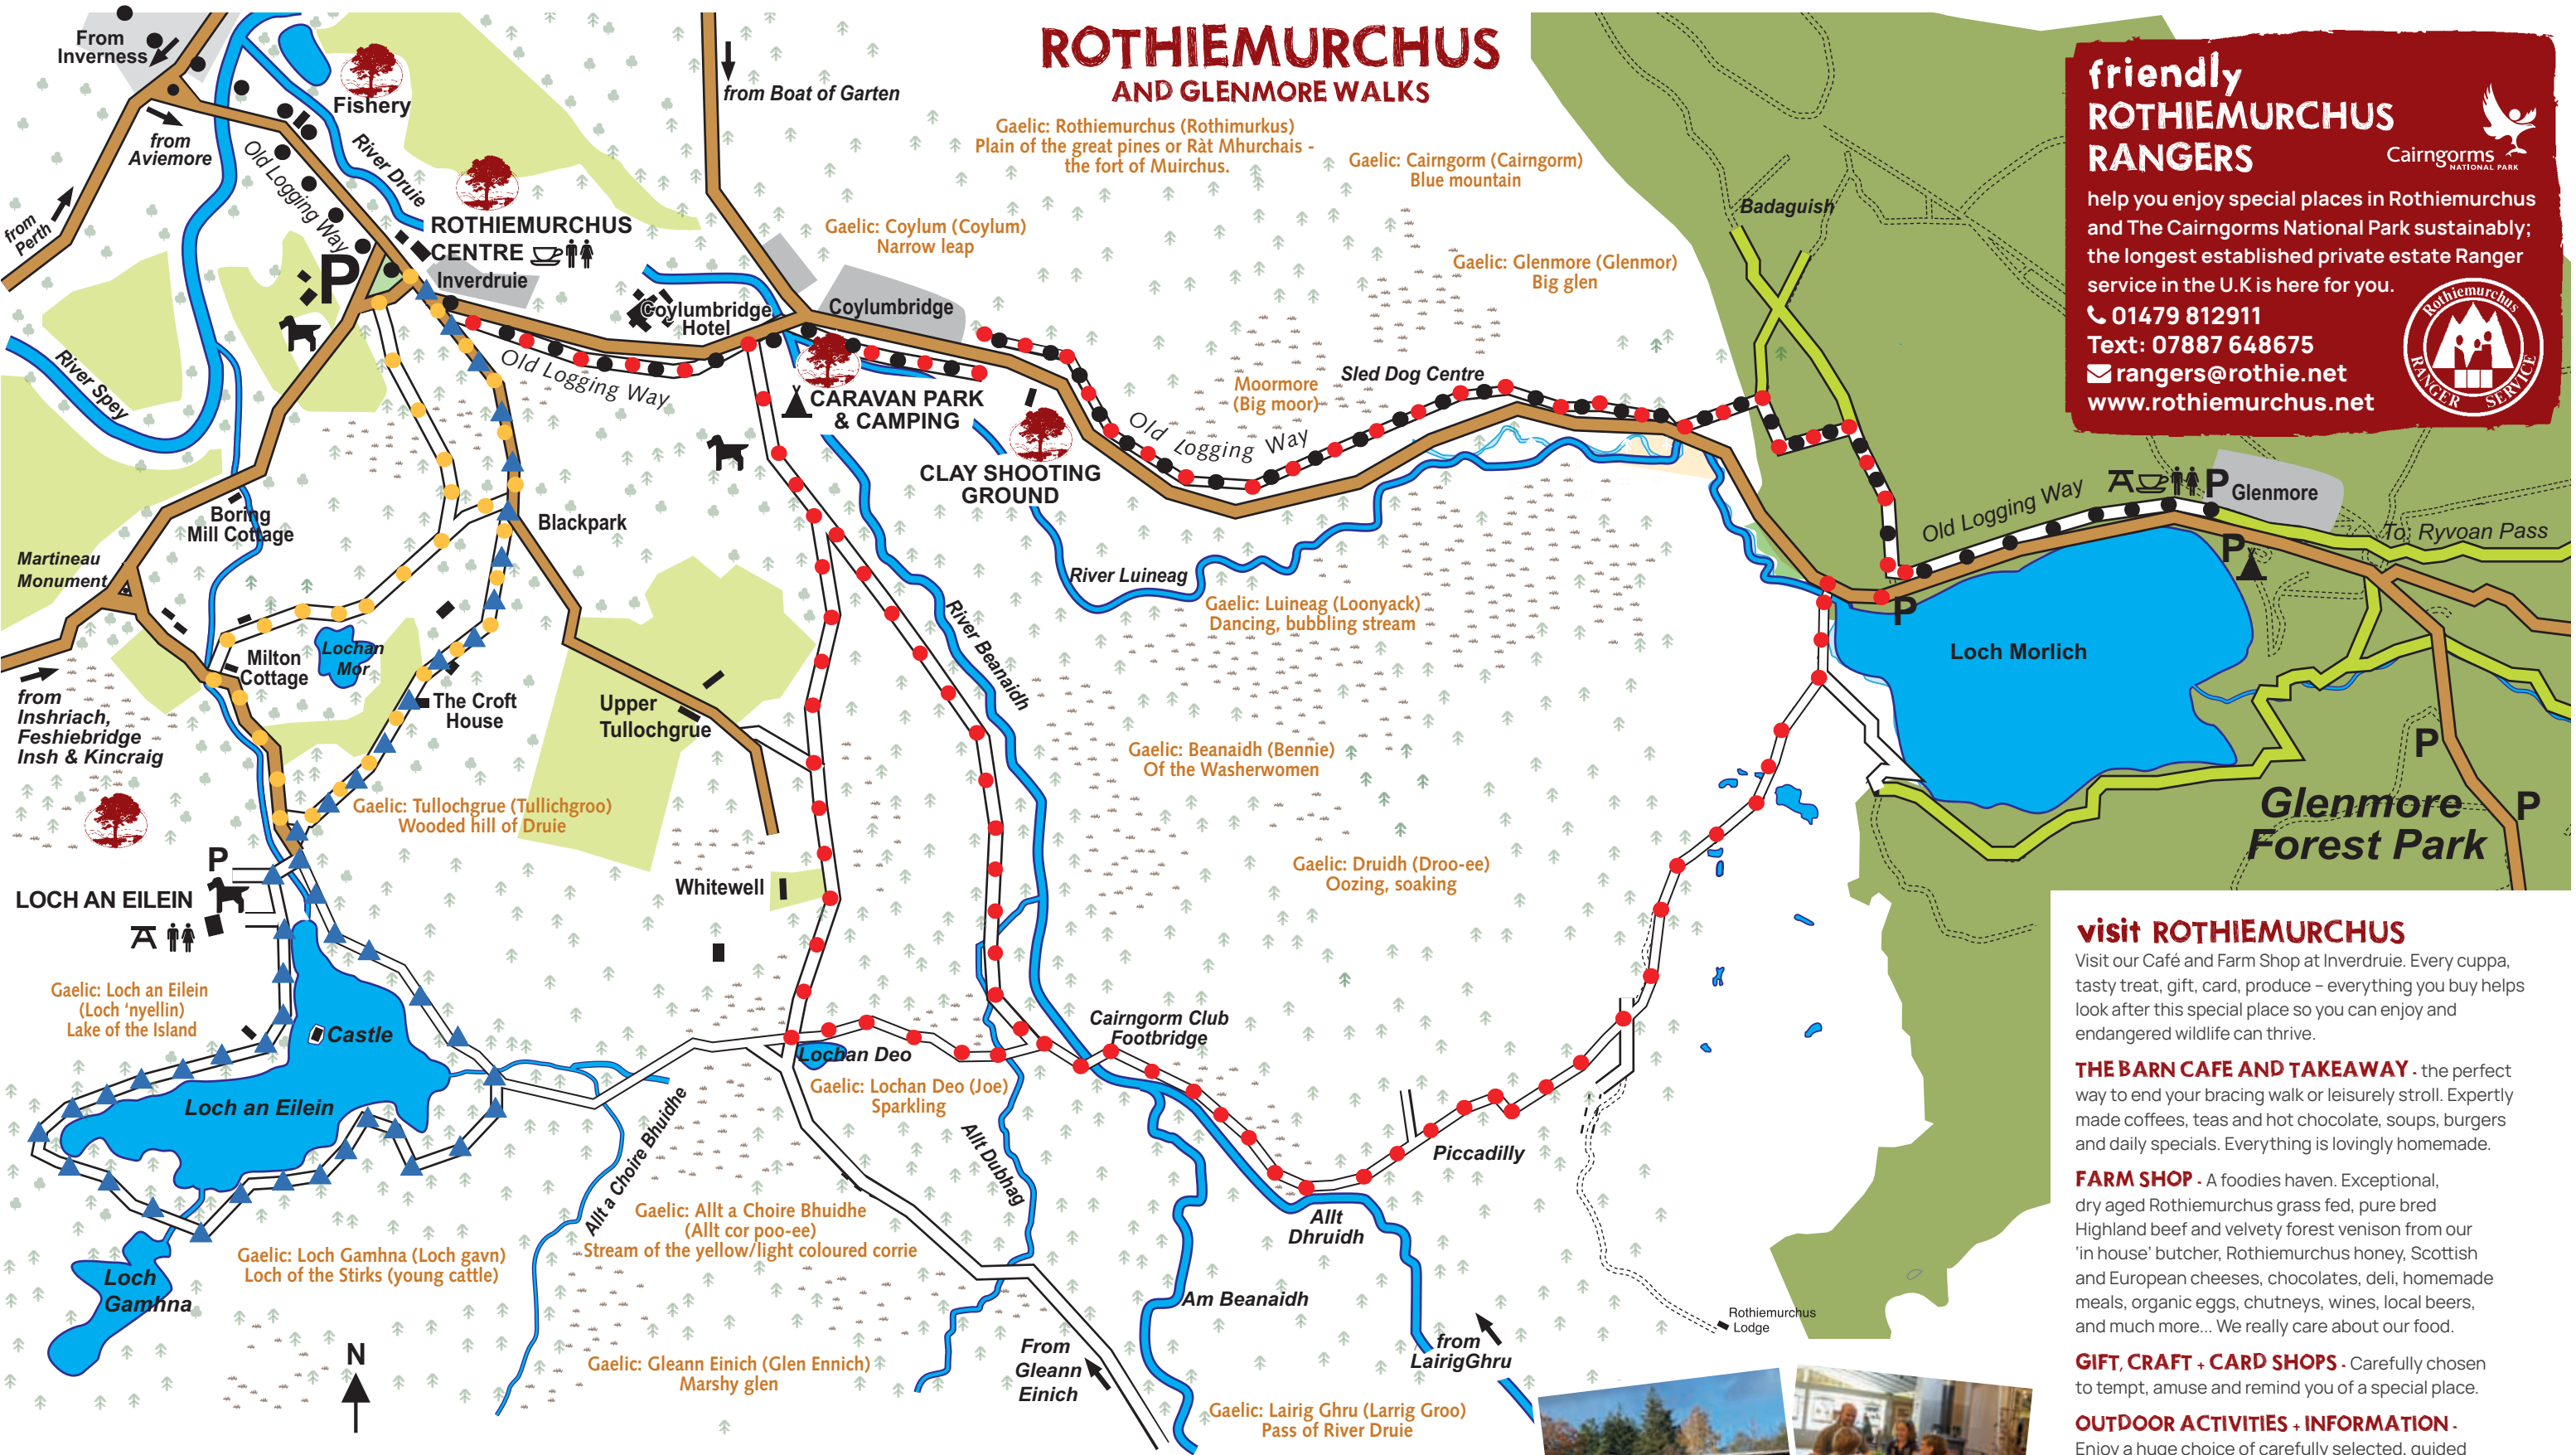 ROTHIEMURCHUS
AND GLENMORE WALKS
Gaelic: Rothiemurchus (Rothimurkus)
Plain of the great pines or Ràt Mhurchais -
the fort of Muirchus.
Gaelic: Cairngorm (Cairngorm)
Blue mountain
Gaelic: Coylum (Coylum)
Narrow leap
Gaelic: Glenmore (Glenmor)
Big glen
From
Inverness
from
Aviemore
from
Perth
Fishery
River Druie
Old Logging Way
from Boat of Garten
ROTHIEMURCHUS
CENTRE
Inverdruie
P
Coylumbridge
Hotel
Coylumbridge
Old Logging Way
CARAVAN PARK
& CAMPING
CLAY SHOOTING
GROUND
Old Logging Way
Moormore
(Big moor)
Sled Dog Centre
Badaguish
River Spey
Boring
Mill Cottage
Blackpark
Martineau
Monument
Milton
Cottage
Lochan
Mor
The Croft
House
from
Inshriach,
Feshiebridge
Insh & Kincraig
Upper
Tullochgrue
Gaelic: Tullochgrue (Tullichgroo)
Wooded hill of Druie
Whitewell
River Beanaidh
River Luineag
Gaelic: Luineag (Loonyack)
Dancing, bubbling stream
Gaelic: Beanaidh (Bennie)
Of the Washerwomen
Gaelic: Druidh (Droo-ee)
Oozing, soaking
Old Logging Way
P
Glenmore
To: Ryvoan Pass
P
P
Loch Morlich
P
P
Glenmore
Forest Park
P
LOCH AN EILEIN
Gaelic: Loch an Eilein
(Loch ‘nyellin)
Lake of the Island
Castle
Loch an Eilein
Loch
Gamhna
Gaelic: Loch Gamhna (Loch gavn)
Loch of the Stirks (young cattle)
N
Allt a Choire Bhuidhe
Gaelic: Allt a Choire Bhuidhe
(Allt cor poo-ee)
Stream of the yellow/light coloured corrie
Gaelic: Gleann Einich (Glen Ennich)
Marshy glen
Lochan Deo
Gaelic: Lochan Deo (Joe)
Sparkling
Allt Dubhag
Cairngorm Club
Footbridge
Piccadilly
Allt
Dhruidh
Am Beanaidh
From
Gleann
Einich
from
LairigGhru
Gaelic: Lairig Ghru (Larrig Groo)
Pass of River Druie
Rothiemurchus
Lodge
friendly
ROTHIEMURCHUS
RANGERS
Cairngorms
NATIONAL PARK
help you enjoy special places in Rothiemurchus
and The Cairngorms National Park sustainably;
the longest established private estate Ranger
service in the U.K is here for you.
01479 812911
Text: 07887 648675
rangers@rothie.net
www.rothiemurchus.net
Rothiemurchus
RANGER SERVICE
visit ROTHIEMURCHUS
Visit our Café and Farm Shop at Inverdruie. Every cuppa,
tasty treat, gift, card, produce – everything you buy helps
look after this special place so you can enjoy and
endangered wildlife can thrive.
THE BARN CAFE AND TAKEAWAY - the perfect
way to end your bracing walk or leisurely stroll. Expertly
made coffees, teas and hot chocolate, soups, burgers
and daily specials. Everything is lovingly homemade.
FARM SHOP - A foodies haven. Exceptional,
dry aged Rothiemurchus grass fed, pure bred
Highland beef and velvety forest venison from our
‘in house’ butcher, Rothiemurchus honey, Scottish
and European cheeses, chocolates, deli, homemade
meals, organic eggs, chutneys, wines, local beers,
and much more... We really care about our food.
GIFT, CRAFT + CARD SHOPS - Carefully chosen
to tempt, amuse and remind you of a special place.
OUTDOOR ACTIVITIES + INFORMATION -
Enjoy a huge choice of carefully selected, guided